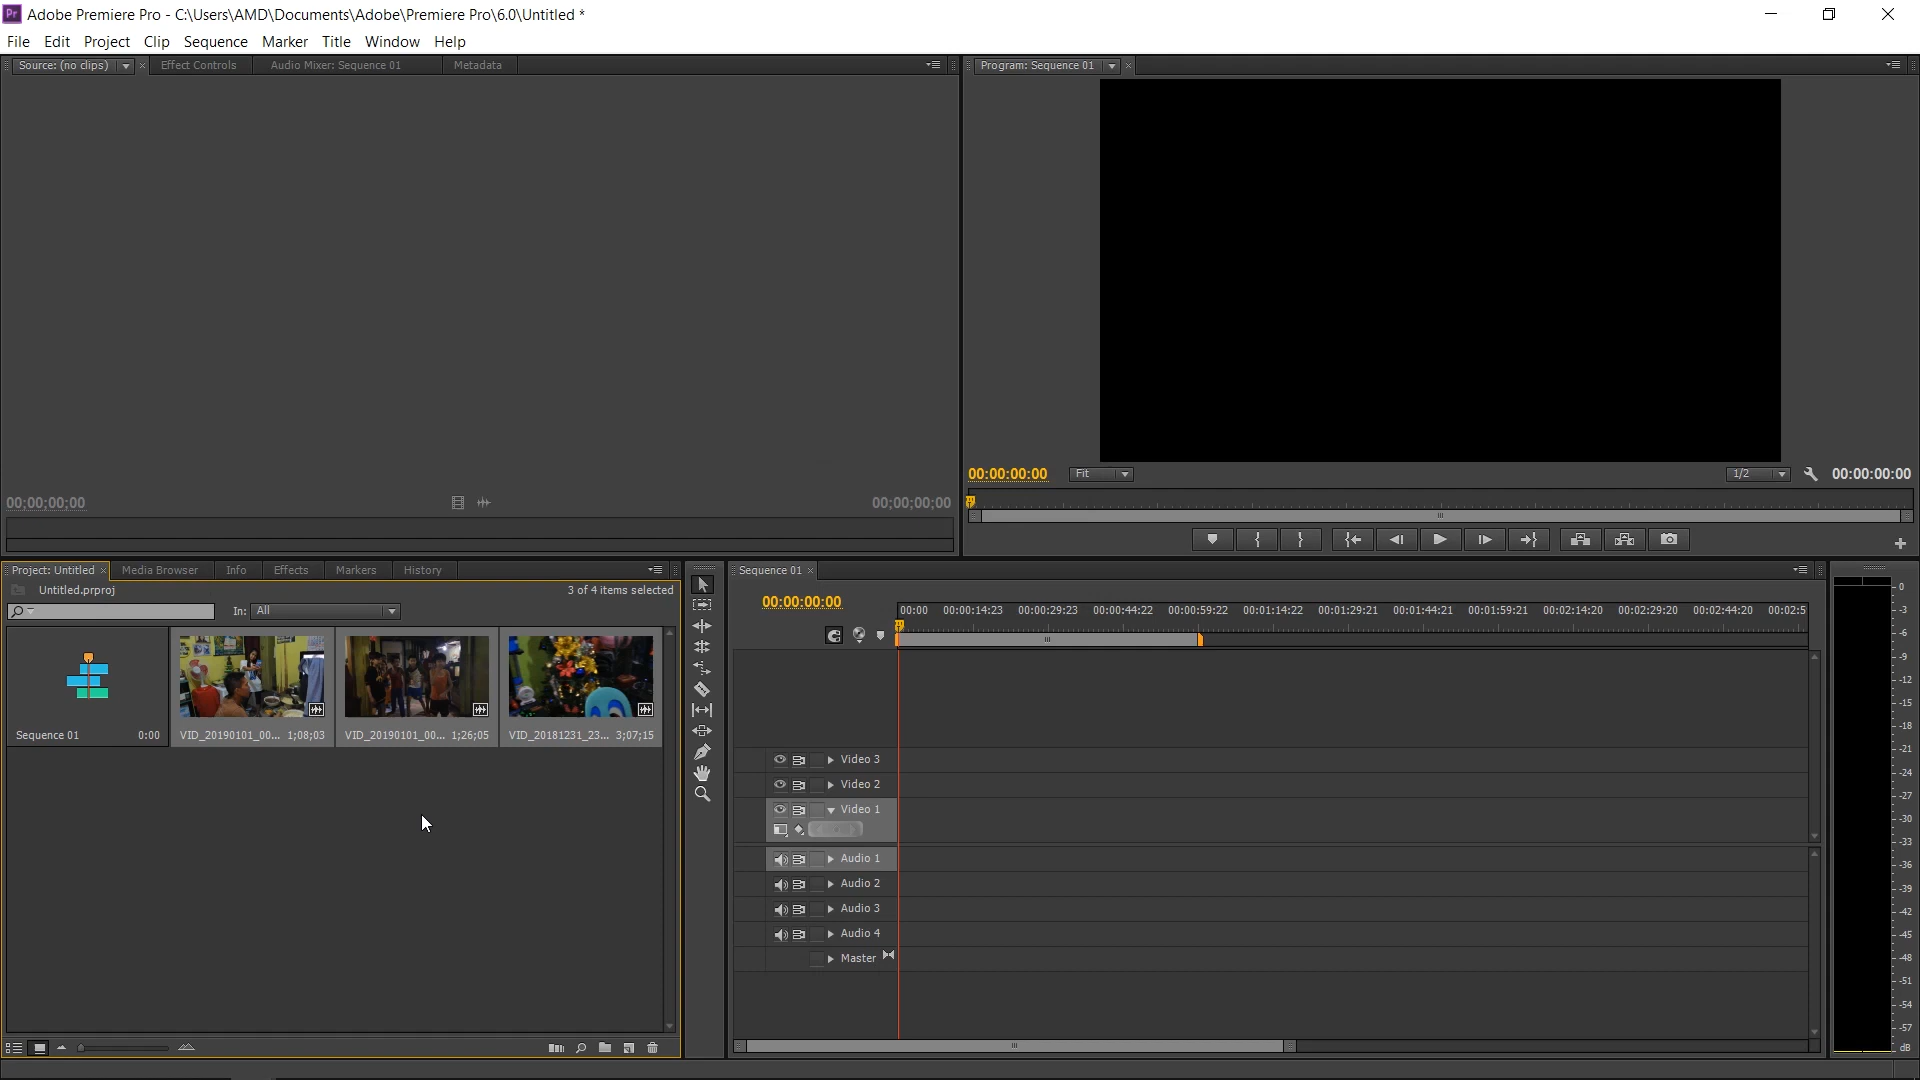 Pr Adobe Premiere Pro - C:\Users\AMD\Documents\Adobe\Premiere Pro\6.0\Untitled *
File Edit Project Clip Sequence Marker Title Window Help
Source: (no clips) Effect Controls Audio Mixer: Sequence 01 Metadata
Program: Sequence 01
00:00:00:00 Fit 1/2 00:00:00:00
00;00;00;00 00;00;00;00
Project: Untitled Media Browser Info Effects Markers History
Untitled.prproj 3 of 4 items selected
In: All
Sequence 01 0:00
VID_20190101_00... 1;08;03
VID_20190101_00... 1;26;05
VID_20181231_23... 3;07;15
Sequence 01
00:00:00:00
00:00 00:00:14:23 00:00:29:23 00:00:44:22 00:00:59:22 00:01:14:22 00:01:29:21 00:01:44:21 00:01:59:21 00:02:14:20 00:02:29:20 00:02:44:20 00:02:5
Video 3
Video 2
Video 1
Audio 1
Audio 2
Audio 3
Audio 4
Master
0
-3
-6
-9
-12
-15
-18
-21
-24
-27
-30
-33
-36
-39
-42
-45
-48
-51
-54
-57
dB